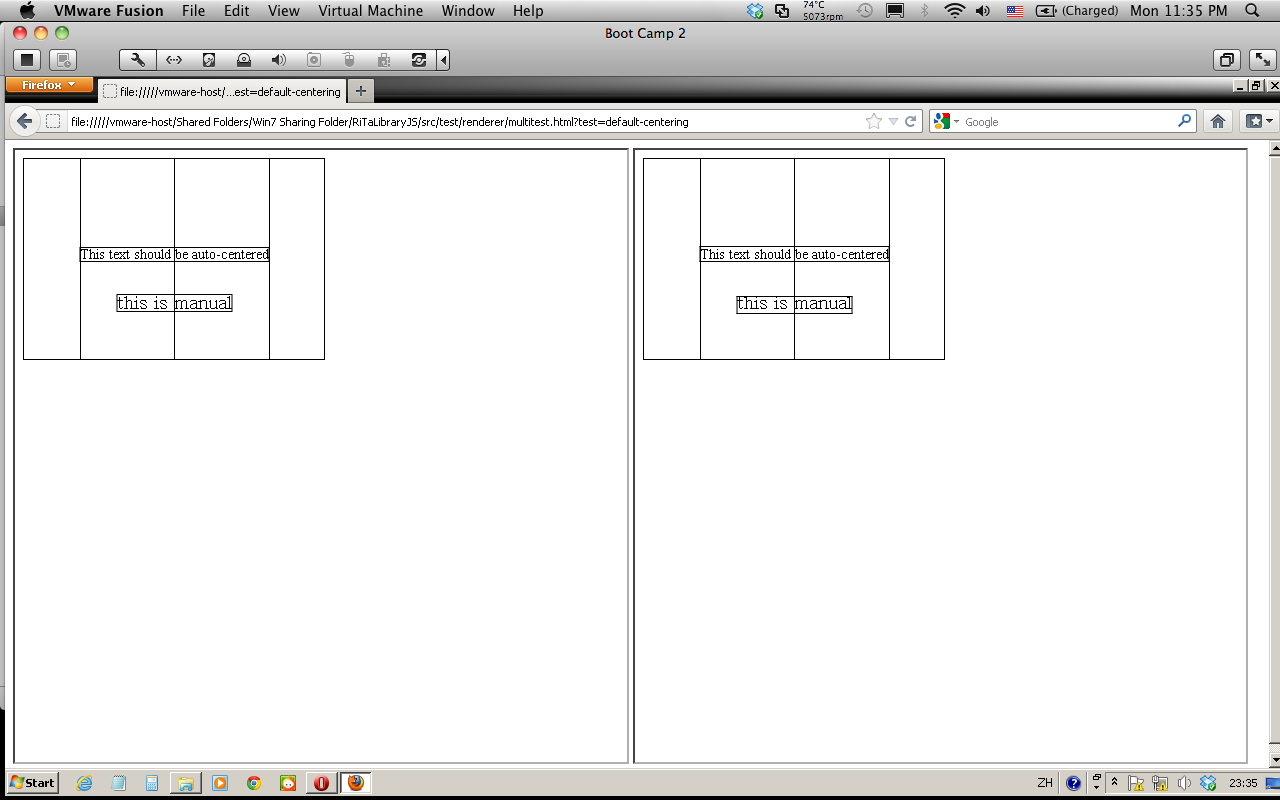 VMware Fusion File Edit View Virtual Machine Window Help 74°C 5073rpm (Charged) Mon 11:35 PM
Boot Camp 2
Firefox
file://///vmware-host/...est=default-centering
file://///vmware-host/Shared Folders/Win7 Sharing Folder/RiTaLibraryJS/src/test/renderer/multitest.html?test=default-centering
Google
This text should be auto-centered
this is manual
This text should be auto-centered
this is manual
Start ZH 23:35